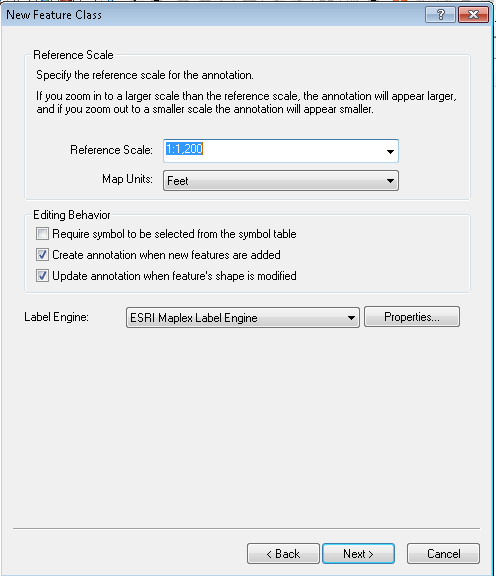 New Feature Class
?
Reference Scale
Specify the reference scale for the annotation.
If you zoom in to a larger scale than the reference scale, the annotation will appear larger,
and if you zoom out to a smaller scale the annotation will appear smaller.
Reference Scale: 1:1,200
Map Units: Feet
Editing Behavior
Require symbol to be selected from the symbol table
Create annotation when new features are added
Update annotation when feature's shape is modified
Label Engine: ESRI Maplex Label Engine Properties...
< Back Next > Cancel